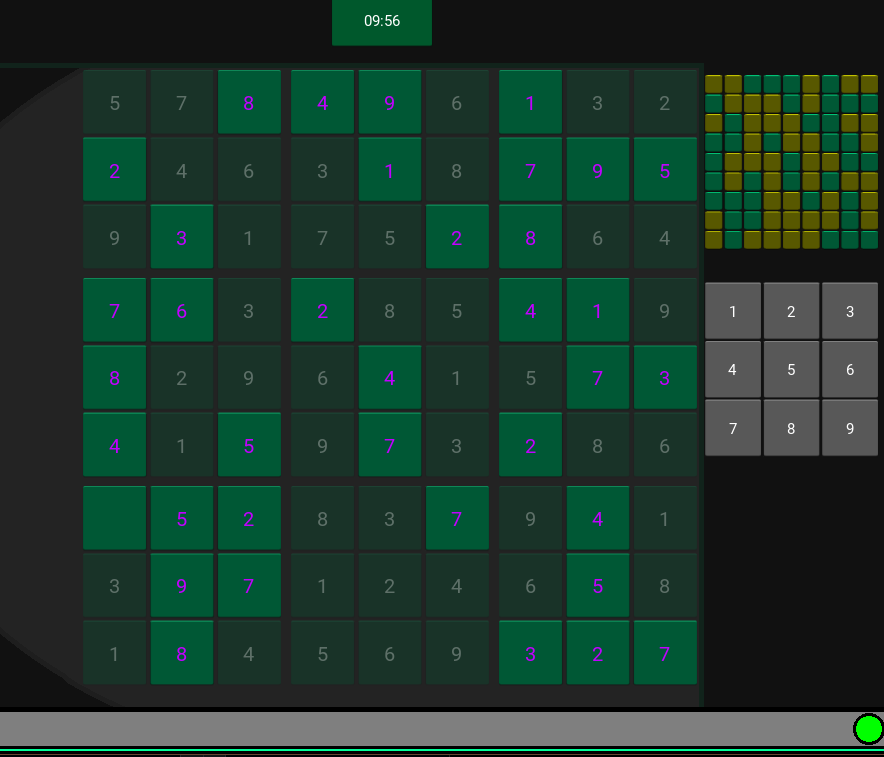 09:56
5 7 8 4 9 6 1 3 2
2 4 6 3 1 8 7 9 5
9 3 1 7 5 2 8 6 4
7 6 3 2 8 5 4 1 9
8 2 9 6 4 1 5 7 3
4 1 5 9 7 3 2 8 6
5 2 8 3 7 9 4 1
3 9 7 1 2 4 6 5 8
1 8 4 5 6 9 3 2 7
1 2 3
4 5 6
7 8 9